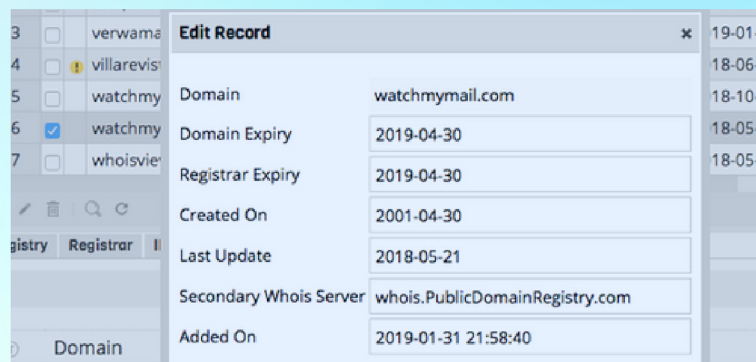 Edit Record ×
3 verwama 19-01-
4 villarevist 18-06-
5 watchmy 18-10-
6 watchmy 18-05-
7 whoisvie 18-05-
Domain watchmymail.com
Domain Expiry 2019-04-30
Registrar Expiry 2019-04-30
Created On 2001-04-30
Last Update 2018-05-21
Secondary Whois Server whois.PublicDomainRegistry.com
Added On 2019-01-31 21:58:40
gistry Registrar
Domain